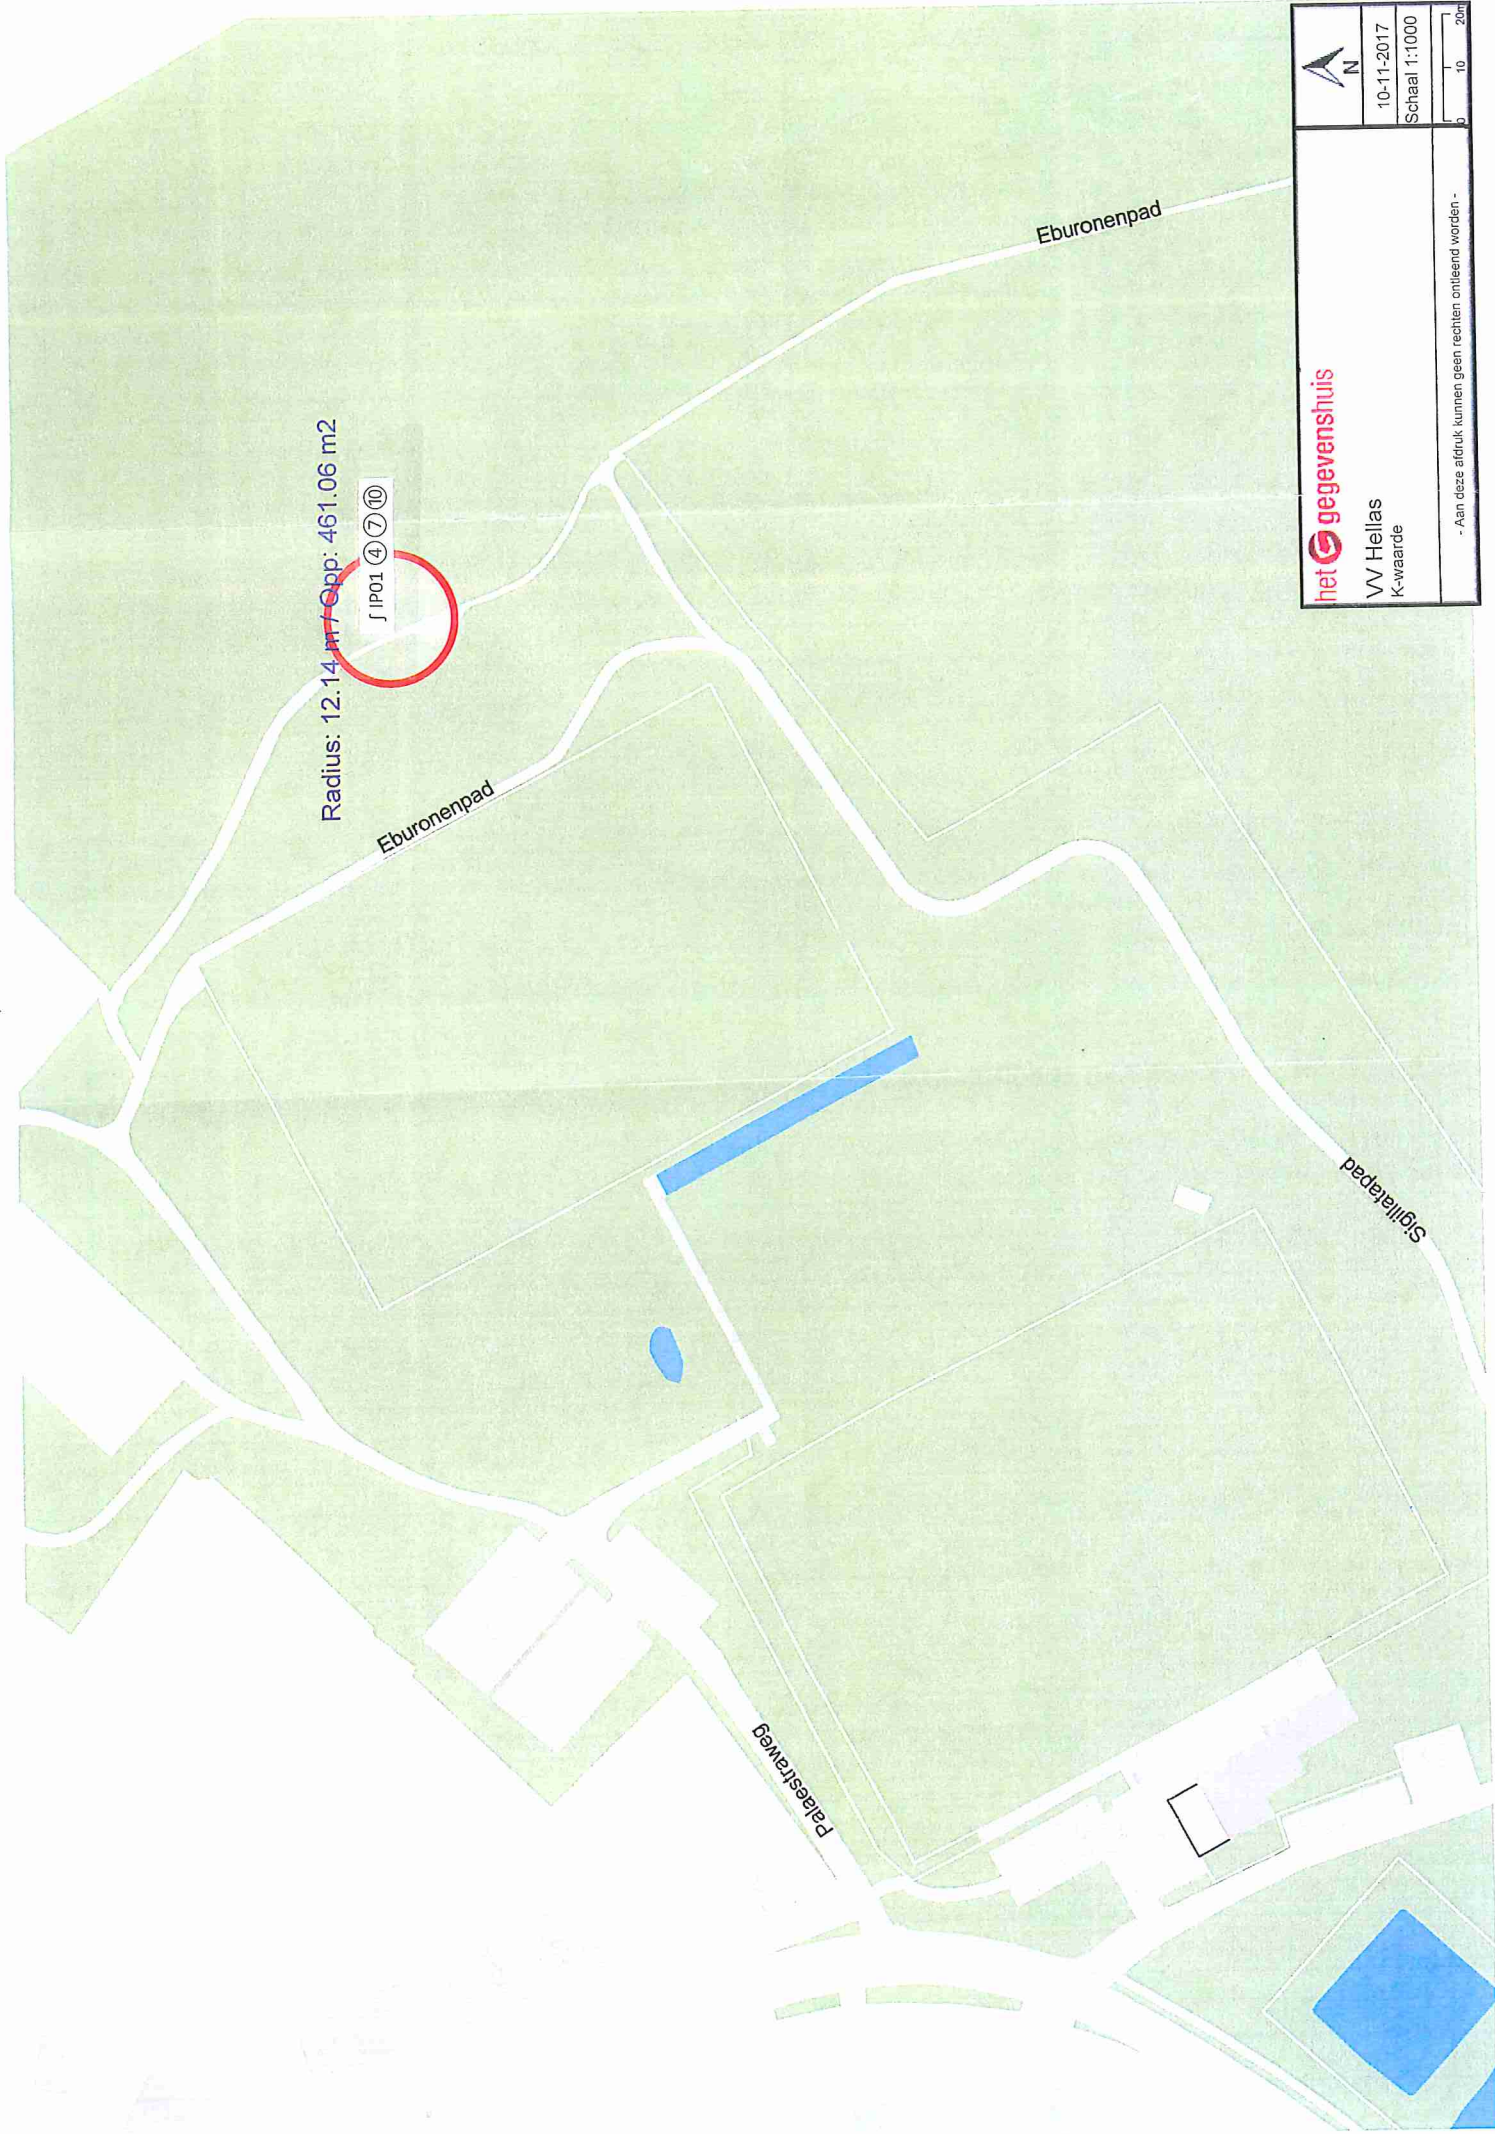 Radius: 12.14 m / Opp: 461.06 m2
∫ IP01 ④ ⑦ ⑩
Eburonenpad
Eburonenpad
Sigillatapad
Palaestraweg
het gegevenshuis
VV Hellas
K-waarde
N
10-11-2017
Schaal 1:1000
0 10 20m
- Aan deze afdruk kunnen geen rechten ontleend worden -